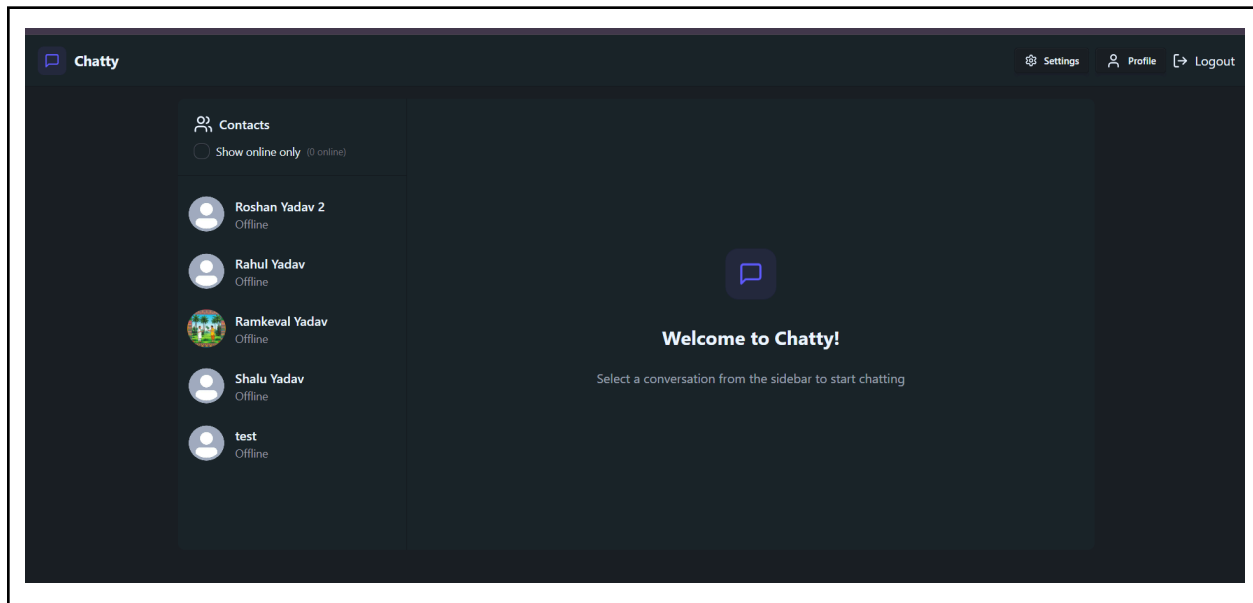 Chatty
Settings
Profile
Logout
Contacts
Show online only (0 online)
Roshan Yadav 2
Offline
Rahul Yadav
Offline
Ramkeval Yadav
Offline
Shalu Yadav
Offline
test
Offline
Welcome to Chatty!
Select a conversation from the sidebar to start chatting